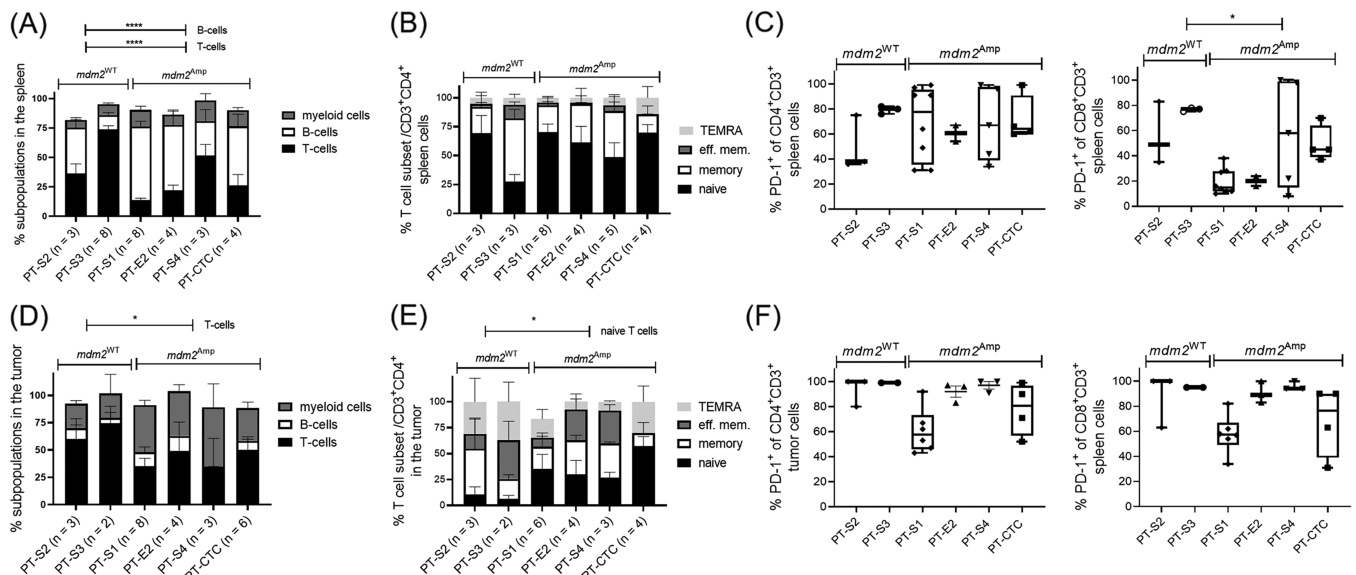 (A)
****
B-cells
****
T-cells
mdm2WT
mdm2Amp
% subpopulations in the spleen
100
75
50
25
0
myeloid cells
B-cells
T-cells
PT-S2 (n = 3)
PT-S3 (n = 8)
PT-S1 (n = 8)
PT-E2 (n = 4)
PT-S4 (n = 3)
PT-CTC (n = 4)
(B)
mdm2WT
mdm2Amp
% T cell subset /CD3+CD4+
spleen cells
100
75
50
25
0
TEMRA
eff. mem.
memory
naive
PT-S2 (n = 3)
PT-S3 (n = 3)
PT-S1 (n = 8)
PT-E2 (n = 4)
PT-S4 (n = 5)
PT-CTC (n = 4)
(C)
mdm2WT
mdm2Amp
% PD-1+ of CD4+CD3+
spleen cells
100
80
60
40
20
PT-S2
PT-S3
PT-S1
PT-E2
PT-S4
PT-CTC
*
mdm2WT
mdm2Amp
% PD-1+ of CD8+CD3+
spleen cells
100
80
60
40
20
0
PT-S2
PT-S3
PT-S1
PT-E2
PT-S4
PT-CTC
(D)
*
T-cells
mdm2WT
mdm2Amp
% subpopulations in the tumor
100
75
50
25
0
myeloid cells
B-cells
T-cells
PT-S2 (n = 3)
PT-S3 (n = 2)
PT-S1 (n = 8)
PT-E2 (n = 4)
PT-S4 (n = 3)
PT-CTC (n = 6)
(E)
*
naive T cells
mdm2WT
mdm2Amp
% T cell subset /CD3+CD4+
in the tumor
100
75
50
25
0
TEMRA
eff. mem.
memory
naive
PT-S2 (n = 3)
PT-S3 (n = 2)
PT-S1 (n = 6)
PT-E2 (n = 4)
PT-S4 (n = 3)
PT-CTC (n = 4)
(F)
mdm2WT
mdm2Amp
% PD-1+ of CD4+CD3+
tumor cells
100
80
60
40
20
0
PT-S2
PT-S3
PT-S1
PT-E2
PT-S4
PT-CTC
mdm2WT
mdm2Amp
% PD-1+ of CD8+CD3+
spleen cells
100
80
60
40
20
0
PT-S2
PT-S3
PT-S1
PT-E2
PT-S4
PT-CTC